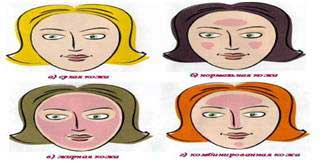 а) сухая кожа
б) нормальная кожа
в) жирная кожа
г) комбинированная кожа